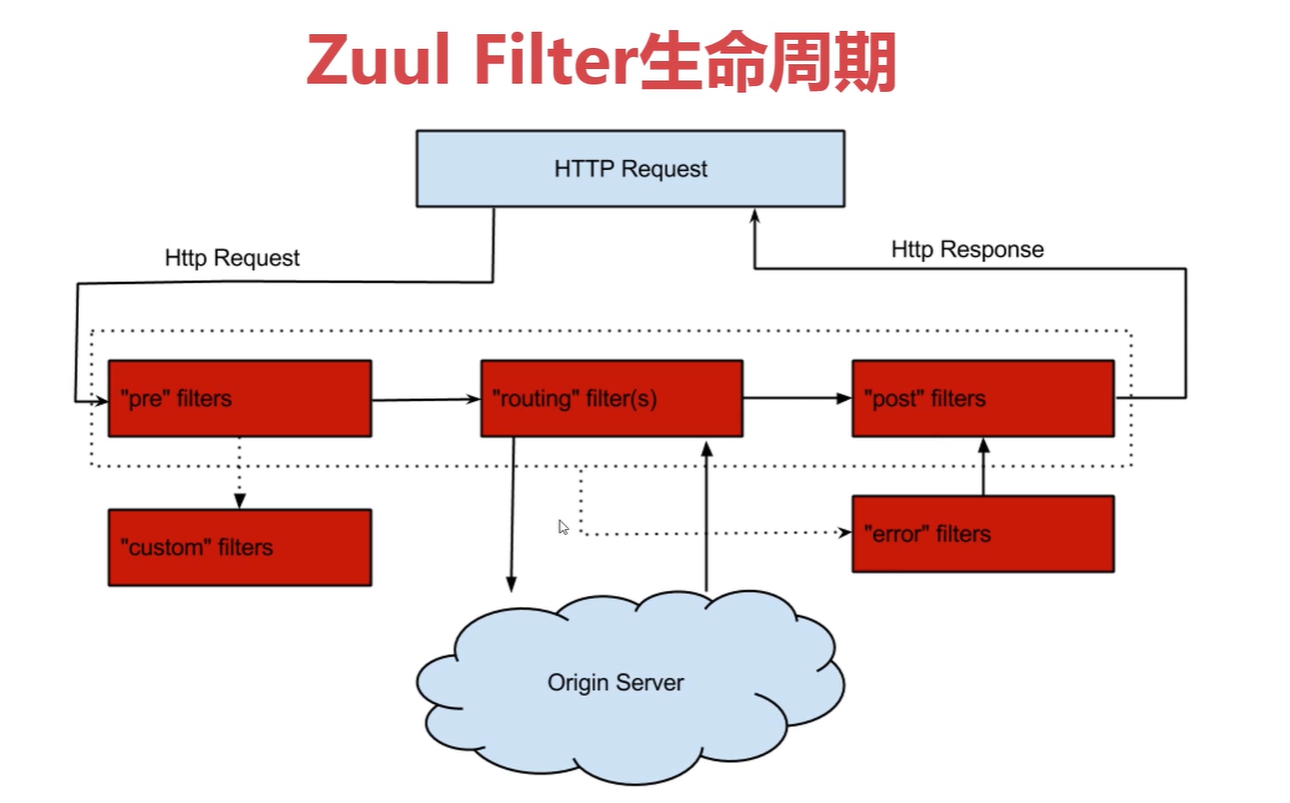 Zuul Filter生命周期
HTTP Request
Http Request
Http Response
"pre" filters
"routing" filter(s)
"post" filters
"custom" filters
"error" filters
Origin Server